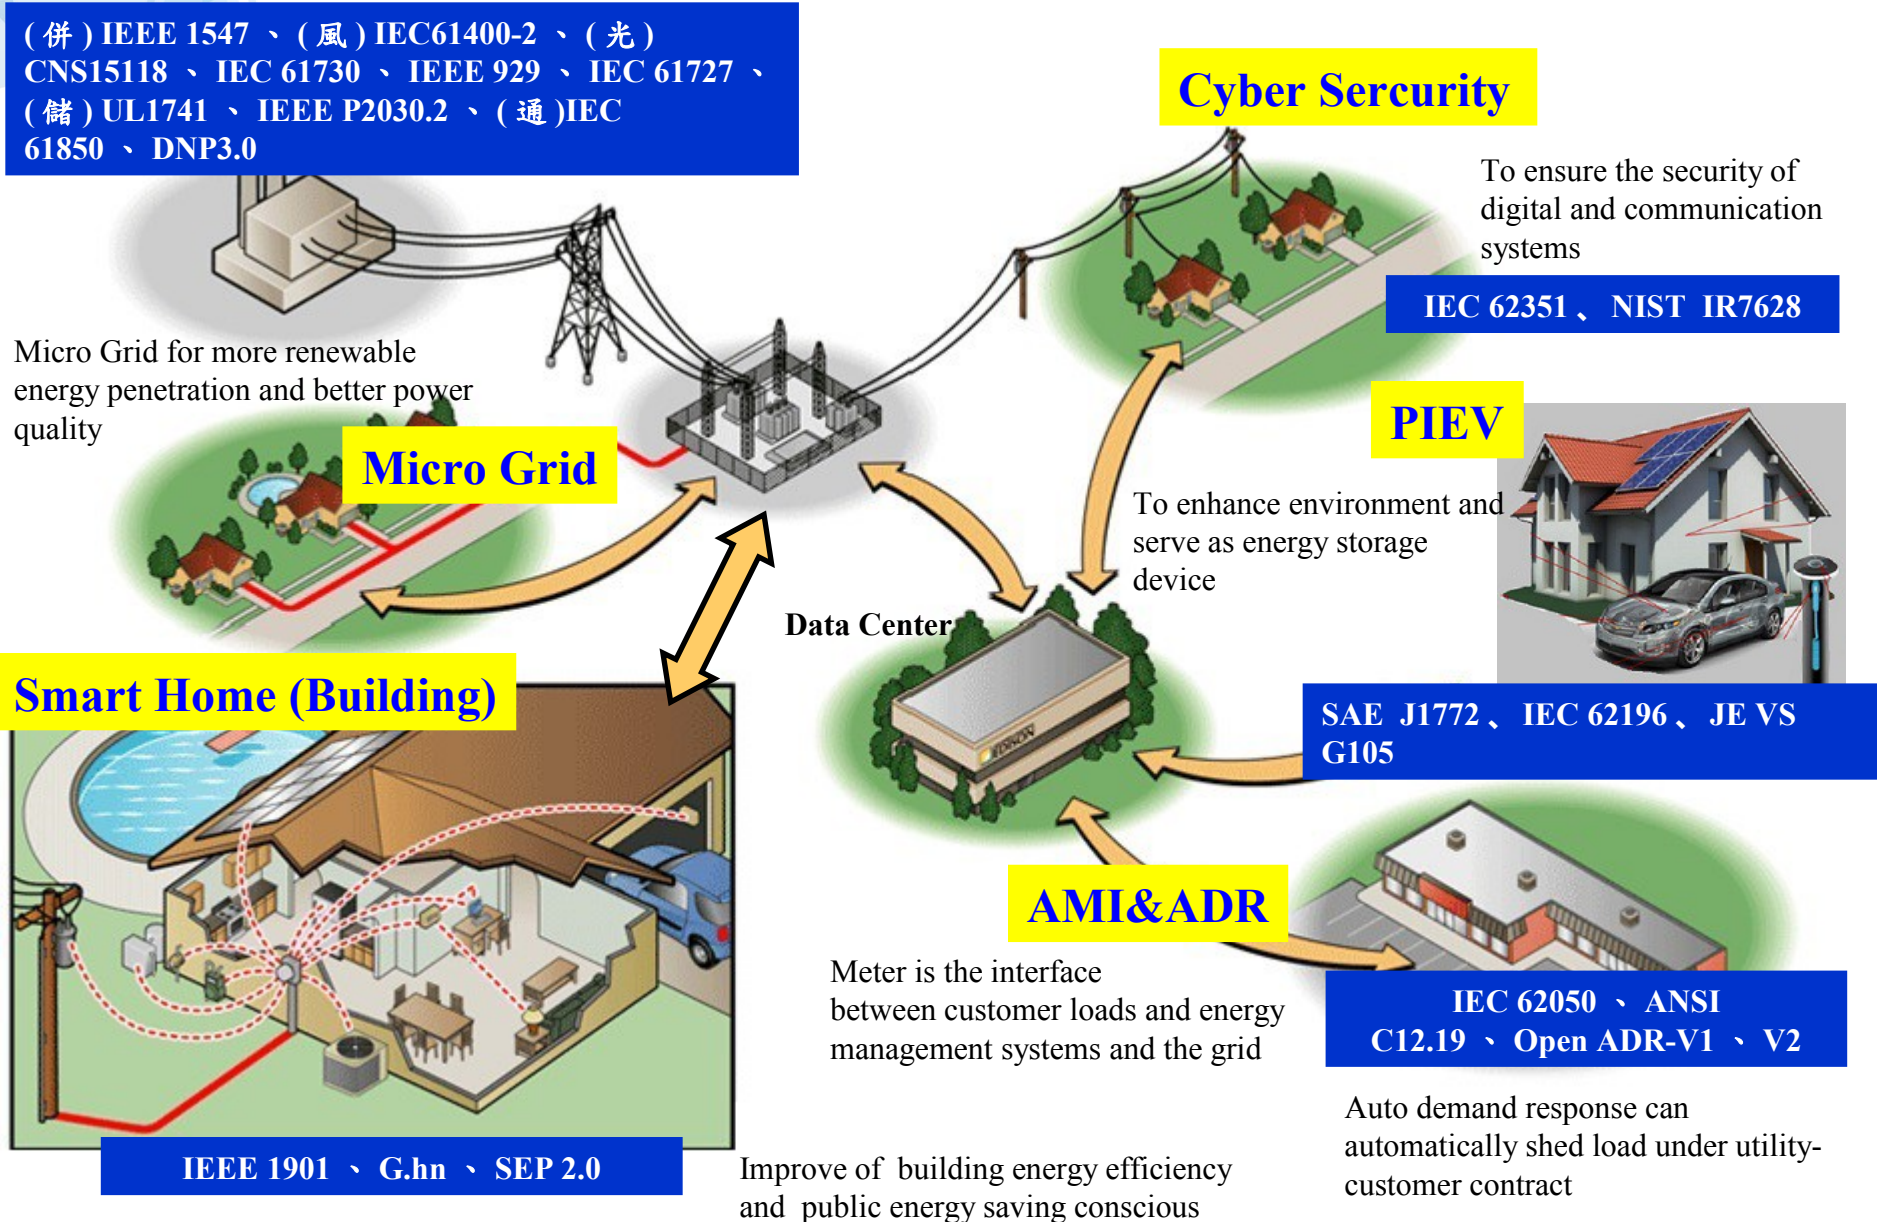 ( 併 ) IEEE 1547 、 ( 風 ) IEC61400-2 、 ( 光 )
CNS15118 、 IEC 61730 、 IEEE 929 、 IEC 61727 、
( 儲 ) UL1741 、 IEEE P2030.2 、 ( 通 )IEC
61850 、 DNP3.0
Cyber Sercurity
To ensure the security of
digital and communication
systems
IEC 62351 、 NIST IR7628
Micro Grid for more renewable
energy penetration and better power
quality
Micro Grid
PIEV
To enhance environment and
serve as energy storage
device
Data Center
EDISON
SAE J1772 、 IEC 62196 、 JE VS
G105
Smart Home (Building)
AMI&ADR
Meter is the interface
between customer loads and energy
management systems and the grid
IEC 62050 、 ANSI
C12.19 、 Open ADR-V1 、 V2
Auto demand response can
automatically shed load under utility-
customer contract
IEEE 1901 、 G.hn 、 SEP 2.0
Improve of building energy efficiency
and public energy saving conscious